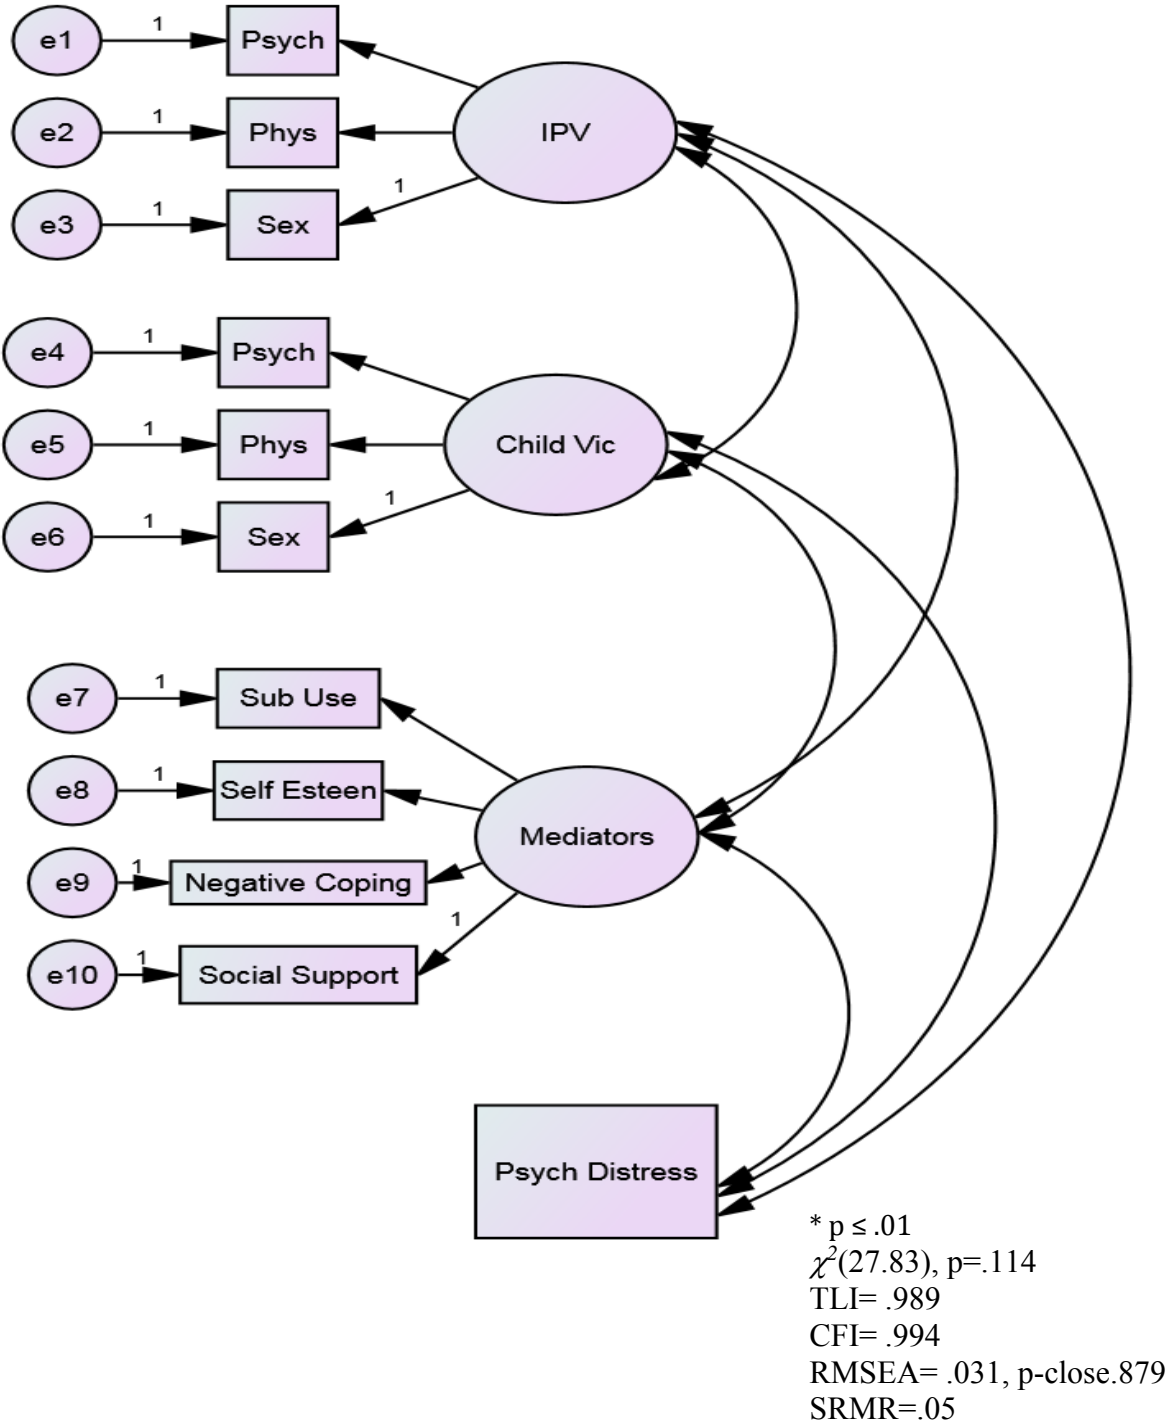 e1 1 Psych
e2 1 Phys
IPV
e3 1 Sex 1
e4 1 Psych
e5 1 Phys
Child Vic
e6 1 Sex 1
e7 1 Sub Use
e8 1 Self Esteen
Mediators
e9 1 Negative Coping
e10 1 Social Support 1
Psych Distress
* p ≤ .01
χ²(27.83), p=.114
TLI= .989
CFI= .994
RMSEA= .031, p-close.879
SRMR=.05